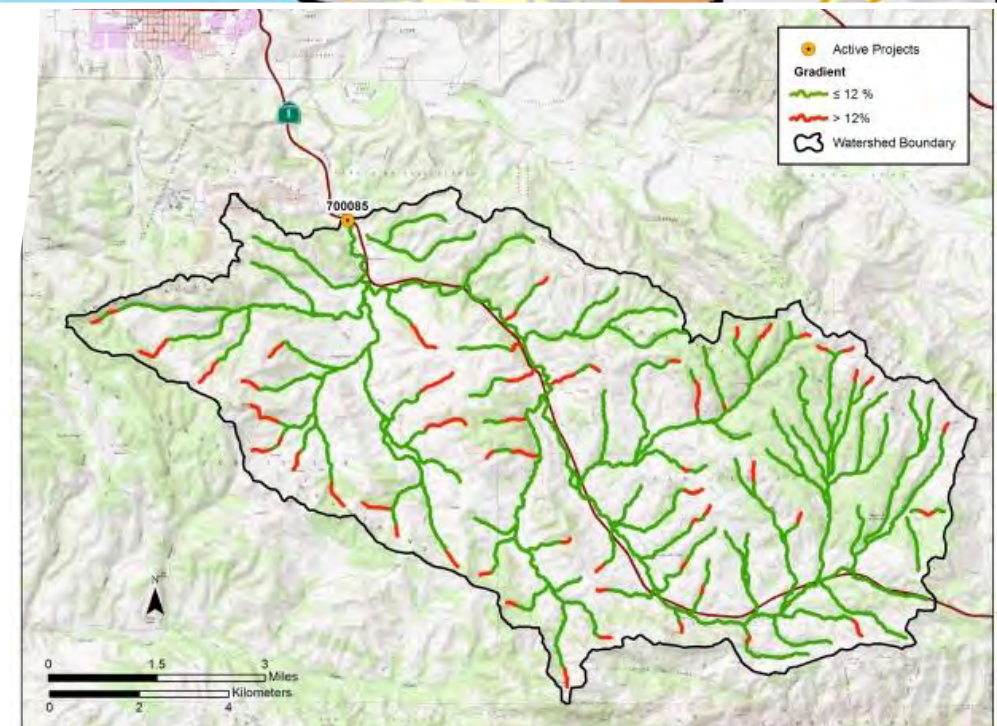 Active Projects
Gradient
≤ 12 %
> 12%
Watershed Boundary
1
700085
N
0 1.5 3
Miles
Kilometers
0 2 4